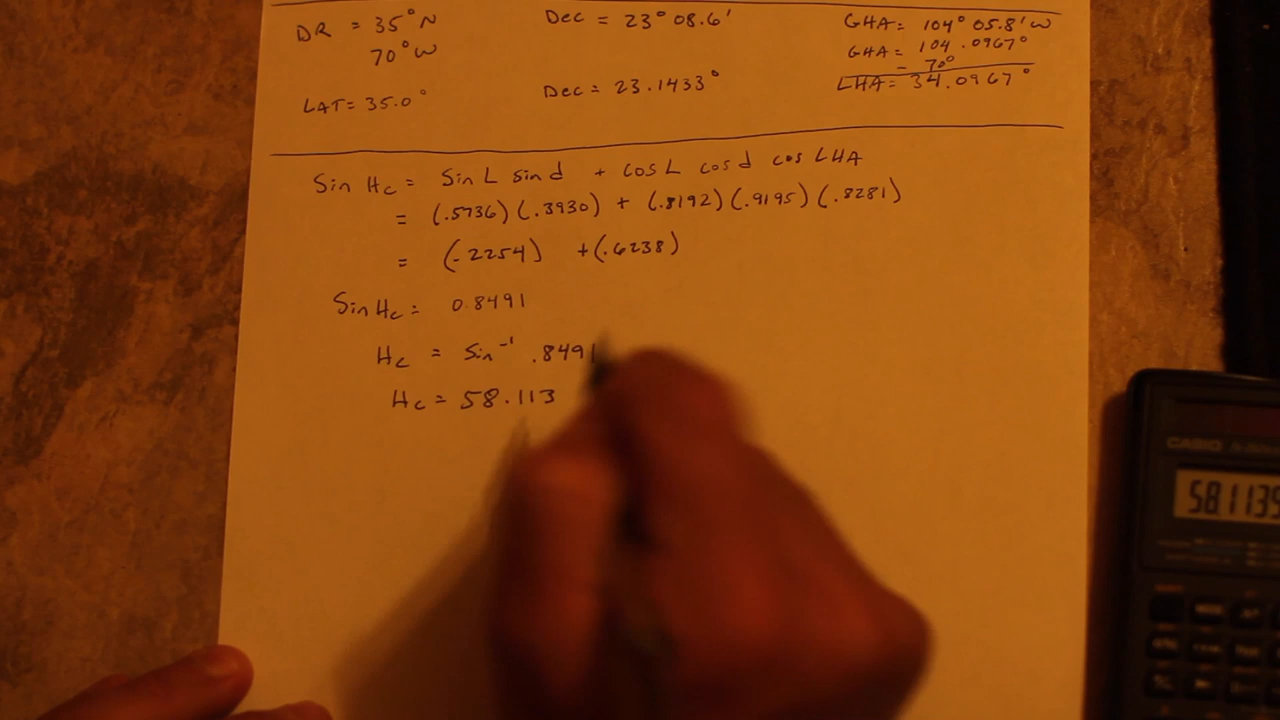 DR = 35° N
70° W
LAT = 35.0°
Dec = 23° 08.6'
Dec = 23.1433°
GHA = 104° 05.8' W
GHA = 104.0967°
- 70°
LHA = 34.0967°
Sin Hc = Sin L sin d + cos L cos d cos LHA
= (.5736)(.3930) + (.8192)(.9195)(.8281)
= (.2254) + (.6238)
Sin Hc = 0.8491
Hc = Sin⁻¹ .8491
Hc = 58.113
CASIO
58.1135